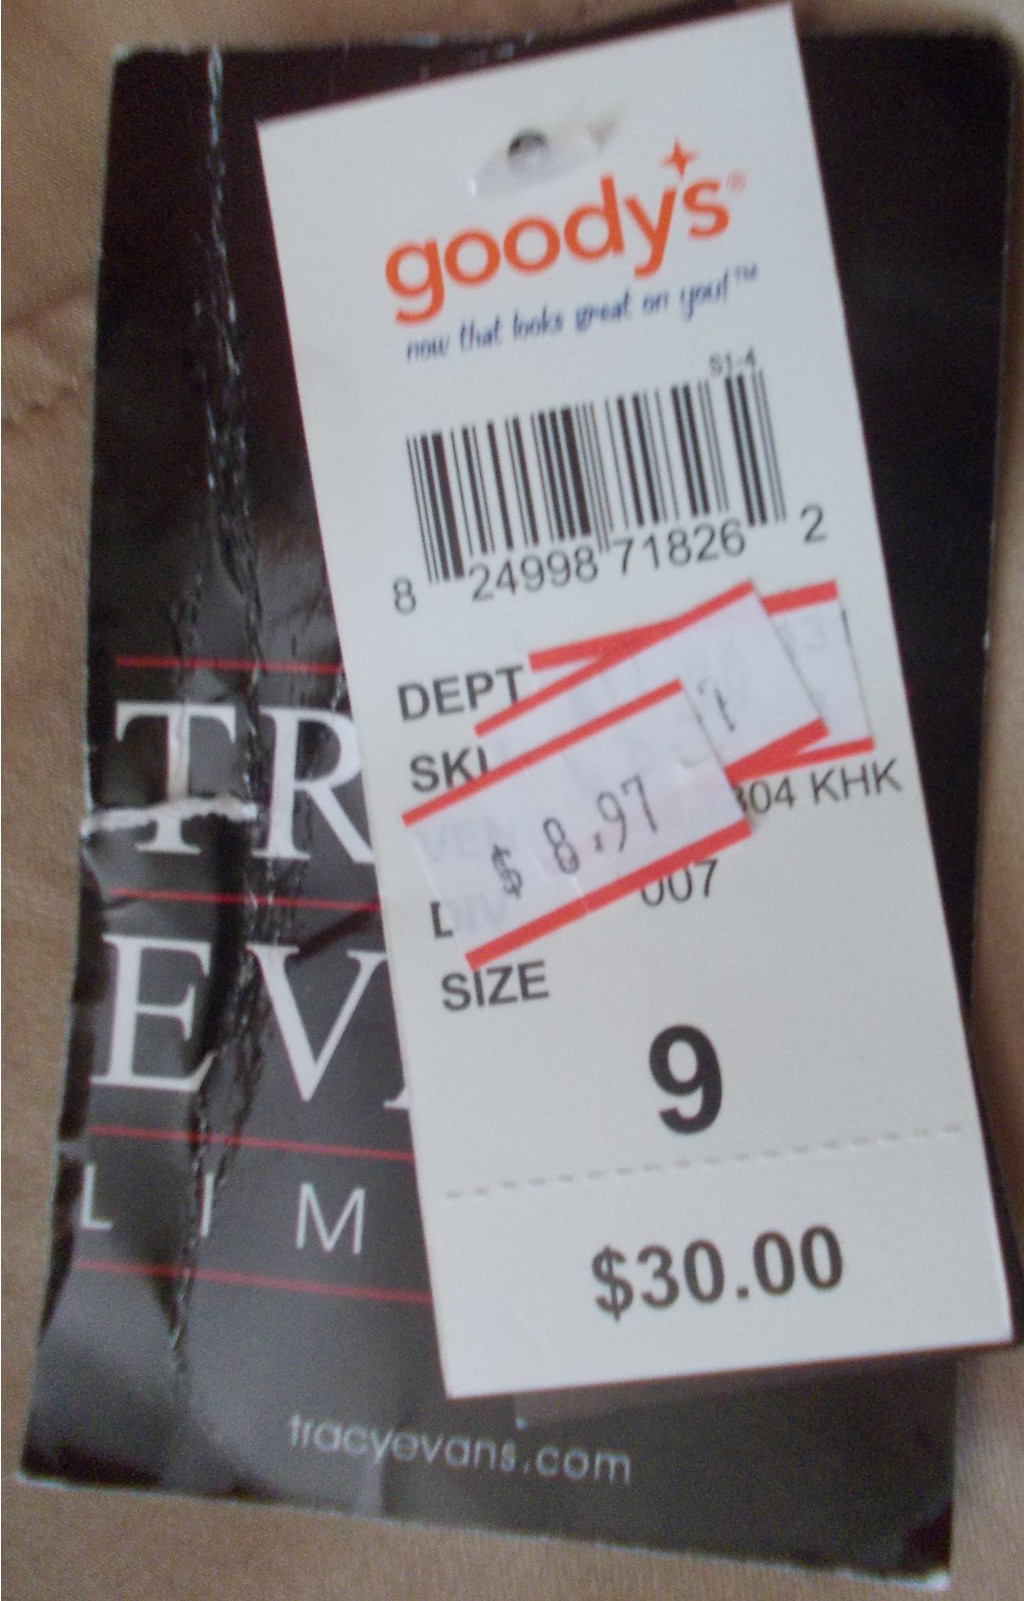 goody's®
now that looks great on you!™
S1-4
8 24998 71826 2
DEPT
304 KHK
$ 8.97
007
SIZE
9
$30.00
TR
EV
L I M
tracyevans.com